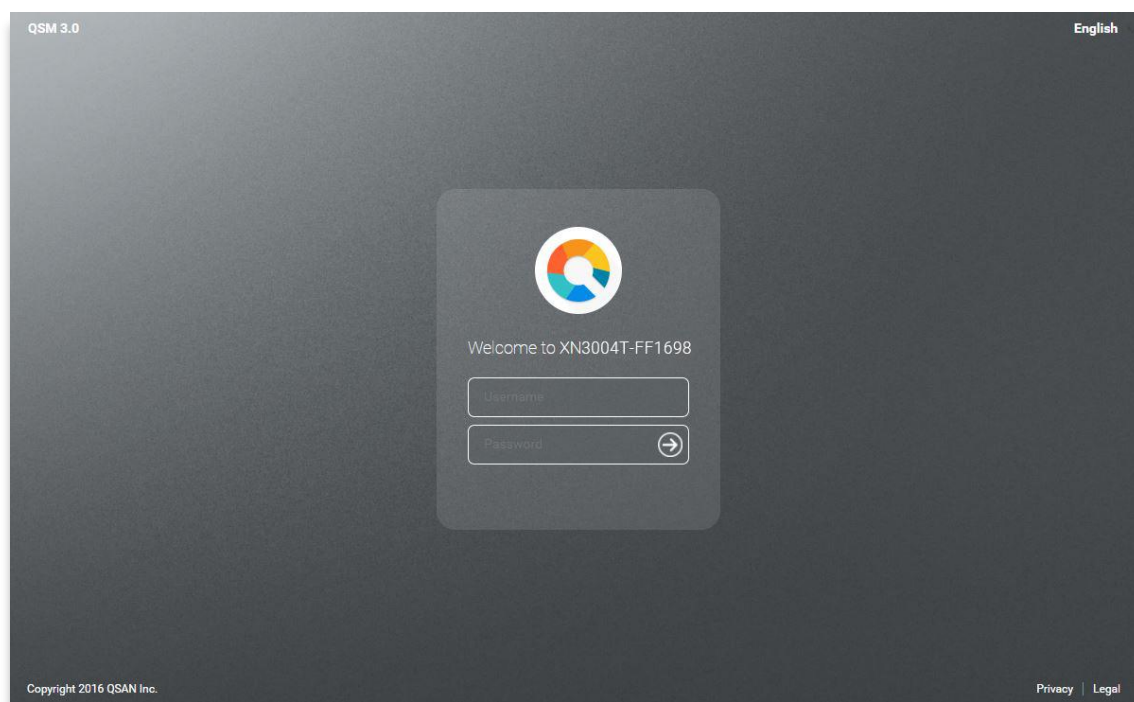 QSM 3.0
English
Welcome to XN3004T-FF1698
Username
Password
Copyright 2016 QSAN Inc.
Privacy | Legal